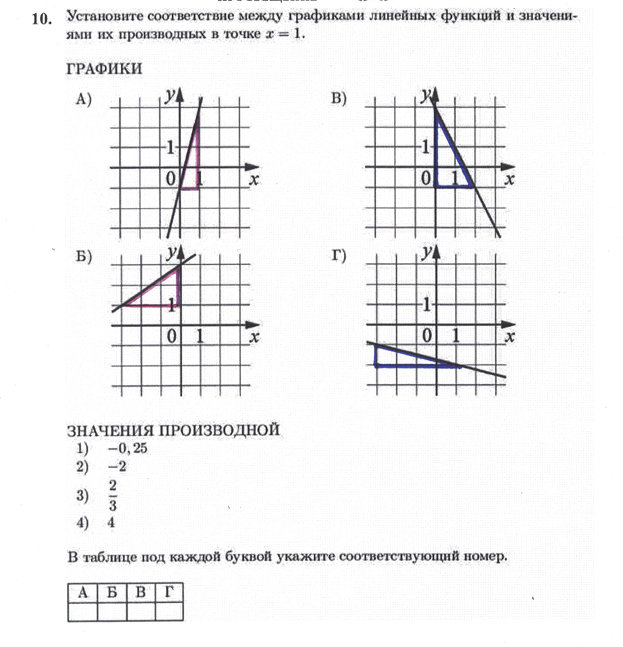 10. Установите соответствие между графиками линейных функций и значени-
ями их производных в точке x = 1.
ГРАФИКИ
А)
y
1
0
1
x
В)
y
1
0
1
x
Б)
y
1
0
1
x
Г)
y
1
0
1
x
ЗНАЧЕНИЯ ПРОИЗВОДНОЙ
1) −0,25
2) −2
3) 2/3
4) 4
В таблице под каждой буквой укажите соответствующий номер.
А Б В Г